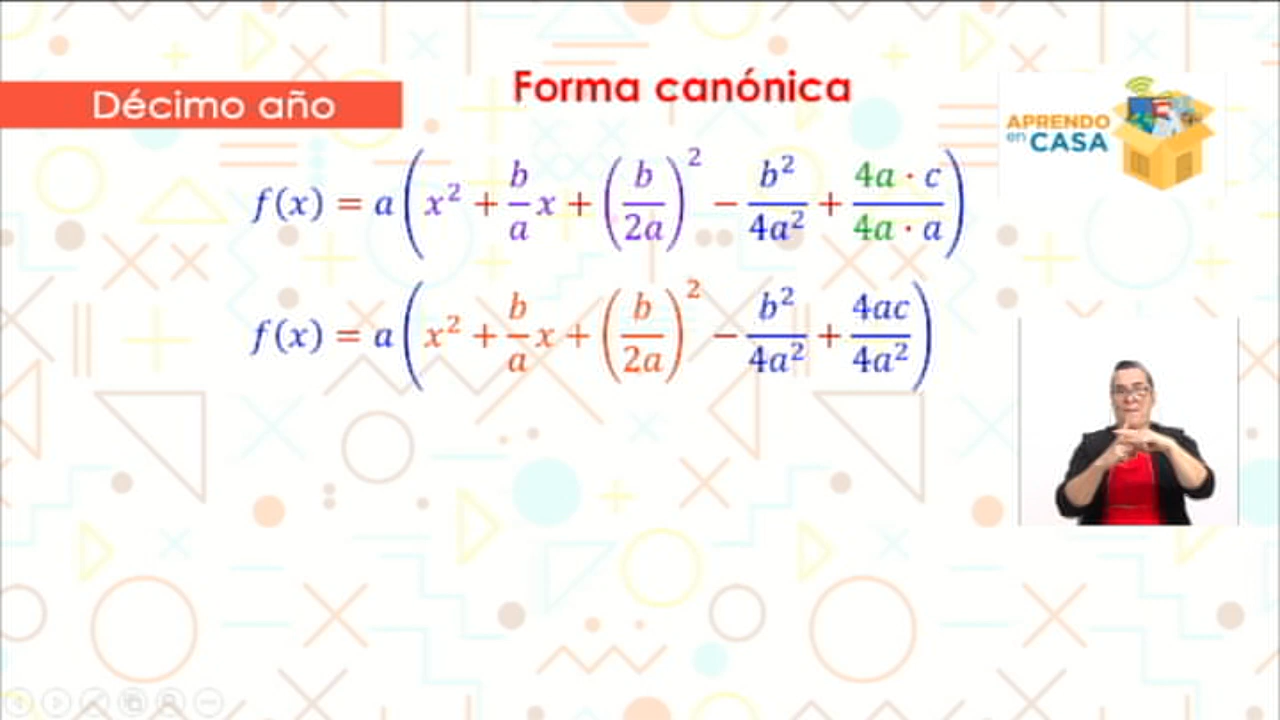 Forma canónica
Décimo año
APRENDO
en CASA
f(x) = a(x² + b/a x + (b/2a)² − b²/4a² + 4a · c/4a · a)
f(x) = a(x² + b/a x + (b/2a)² − b²/4a² + 4ac/4a²)